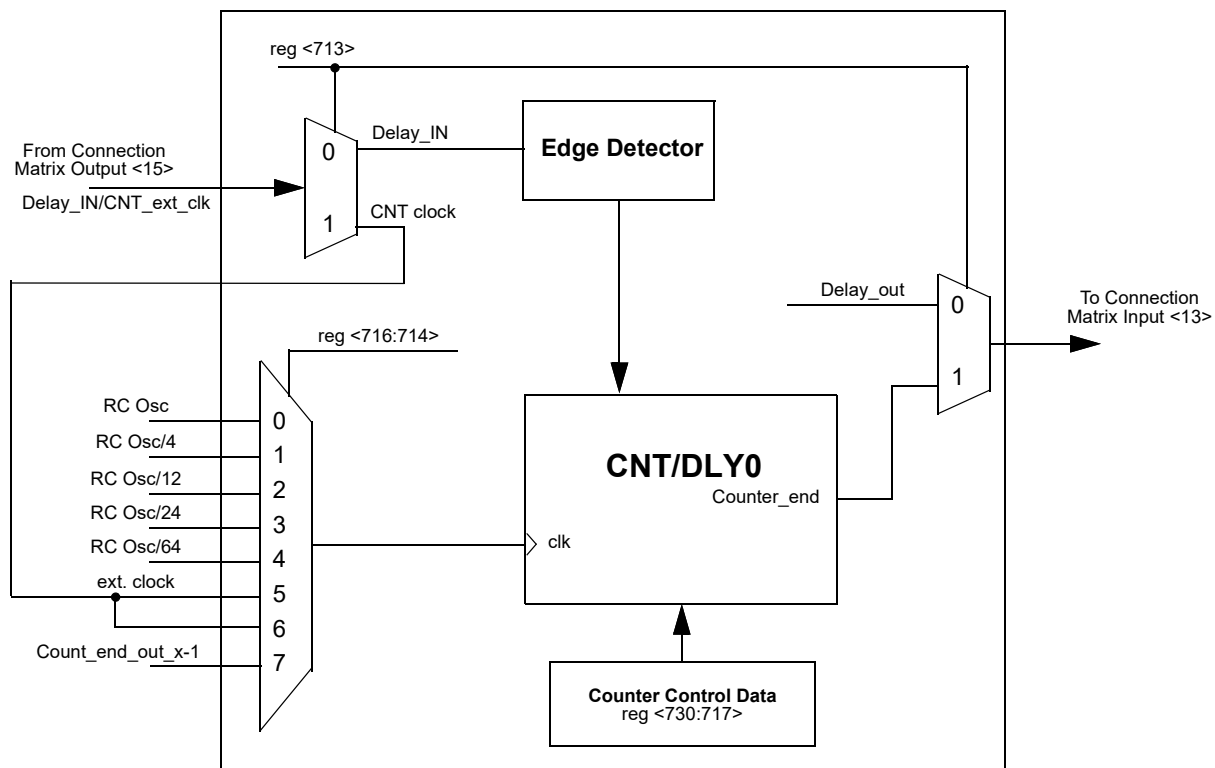 reg <713>
From Connection
Matrix Output <15>
Delay_IN/CNT_ext_clk
0
1
Delay_IN
CNT clock
Edge Detector
Delay_out
0
1
To Connection
Matrix Input <13>
reg <716:714>
RC Osc
0
RC Osc/4
1
RC Osc/12
2
RC Osc/24
3
RC Osc/64
4
ext. clock
5
6
Count_end_out_x-1
7
CNT/DLY0
Counter_end
clk
Counter Control Data
reg <730:717>